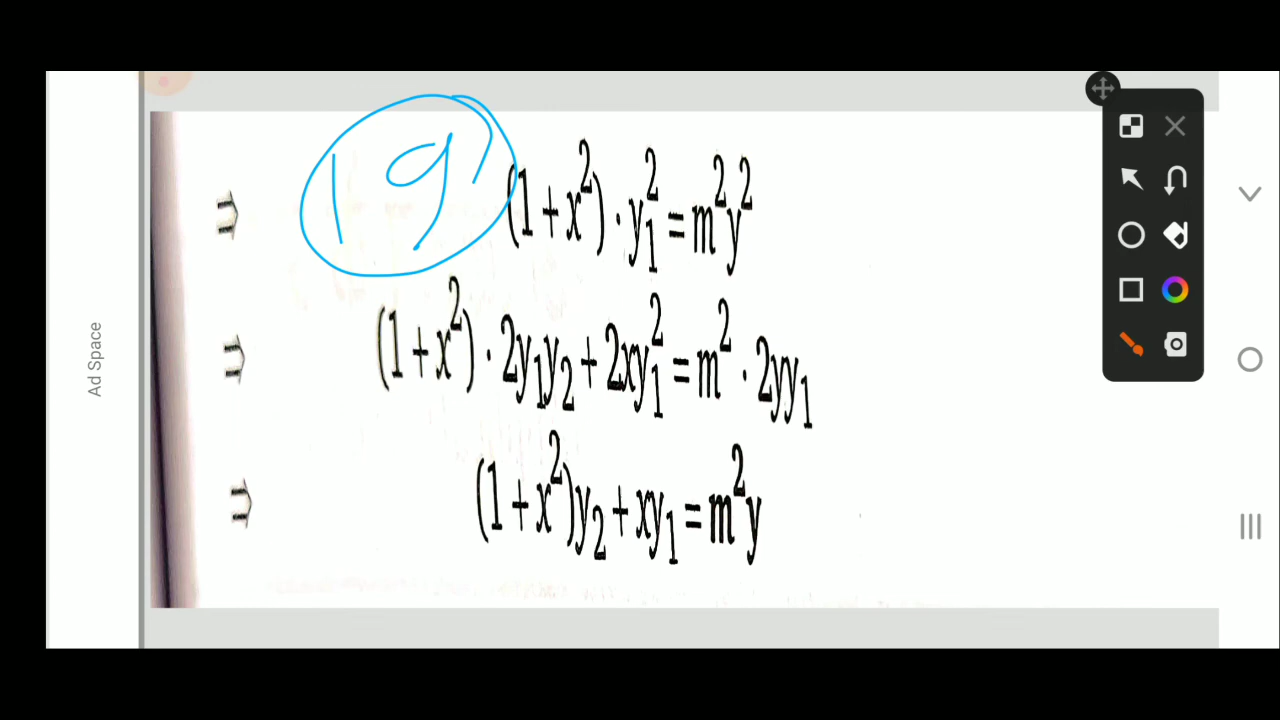 19
⇒ (1 + x²) · y₁² = m²y²
⇒ (1 + x²) · 2y₁y₂ + 2xy₁² = m² · 2yy₁
⇒ (1 + x²)y₂ + xy₁ = m²y
Ad Space